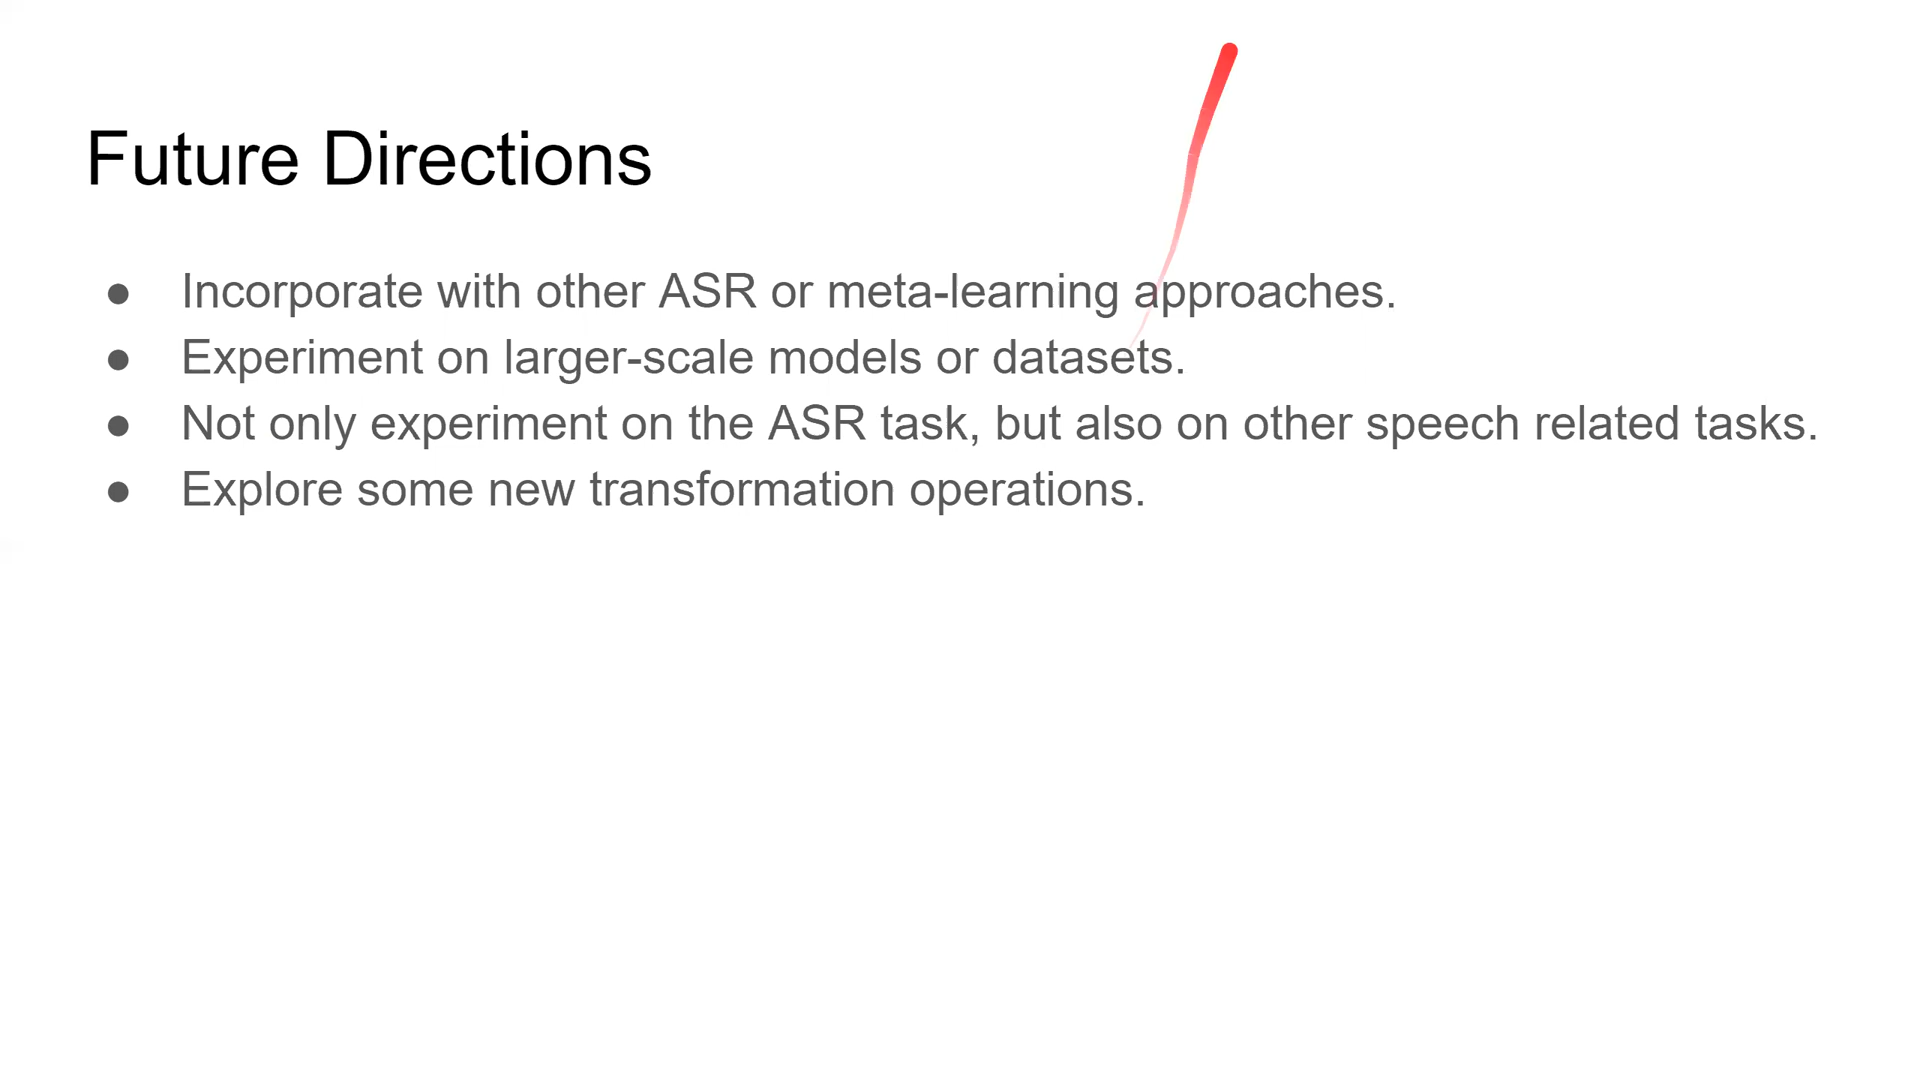 Future Directions
● Incorporate with other ASR or meta-learning approaches.
● Experiment on larger-scale models or datasets.
● Not only experiment on the ASR task, but also on other speech related tasks.
● Explore some new transformation operations.